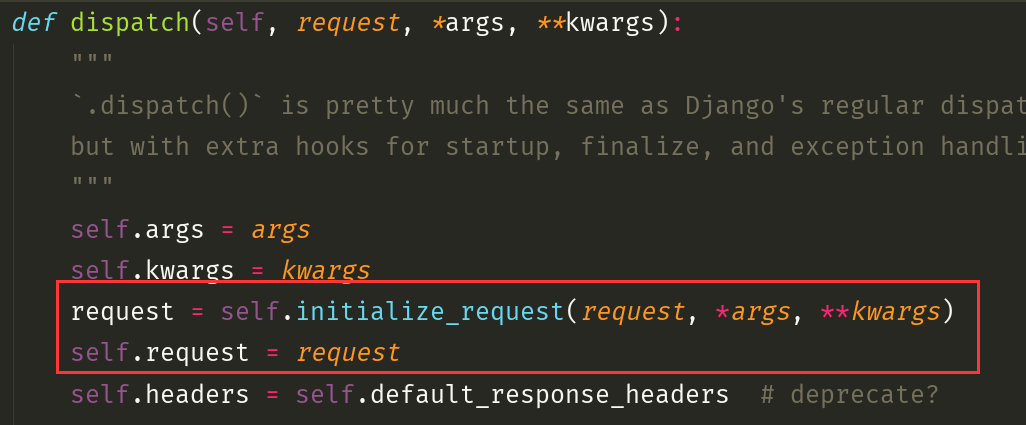 def dispatch(self, request, *args, **kwargs):
"""
`.dispatch()` is pretty much the same as Django's regular
but with extra hooks for startup, finalize, and exception
"""
self.args = args
self.kwargs = kwargs
request = self.initialize_request(request, *args, **kwargs)
self.request = request
self.headers = self.default_response_headers  # deprecate?